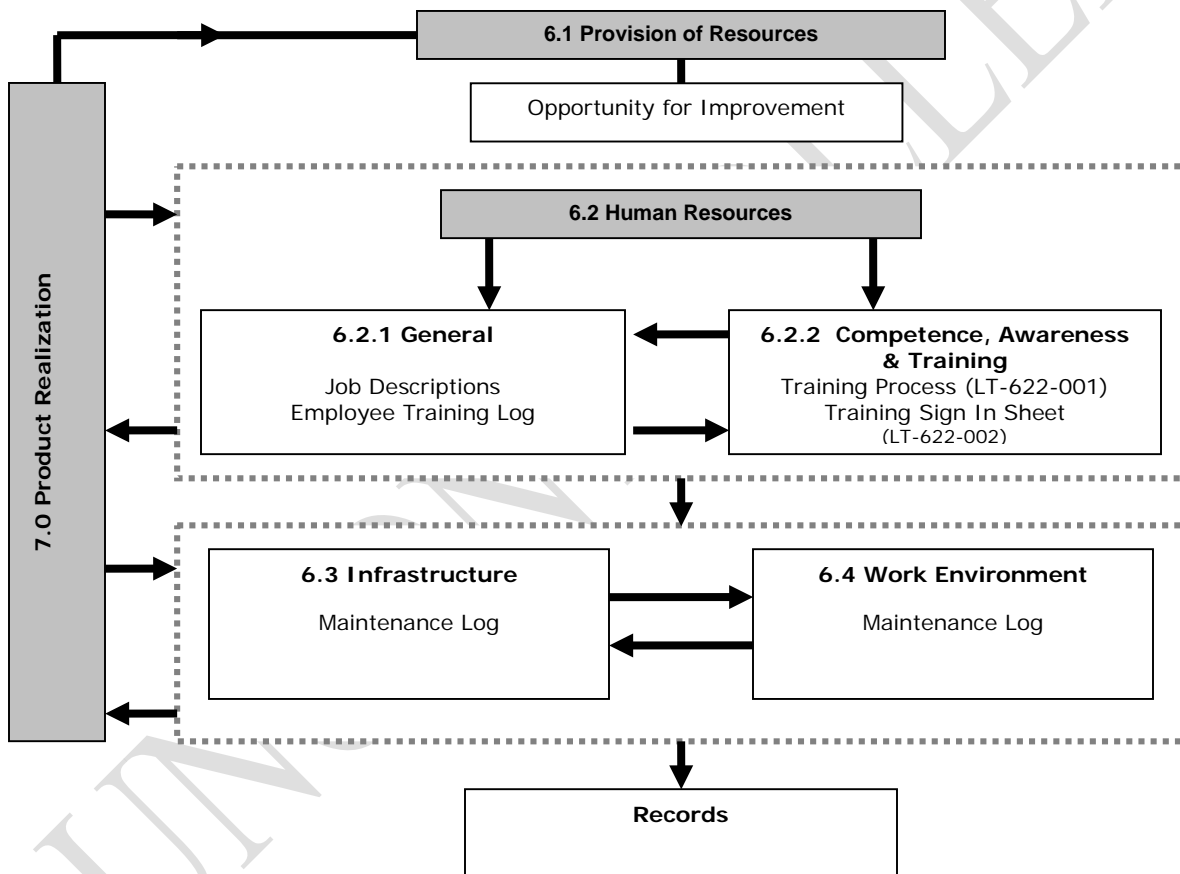 6.1 Provision of Resources
Opportunity for Improvement
7.0 Product Realization
6.2 Human Resources
6.2.1 General
Job Descriptions
Employee Training Log
6.2.2 Competence, Awareness
& Training
Training Process (LT-622-001)
Training Sign In Sheet
(LT-622-002)
6.3 Infrastructure
Maintenance Log
6.4 Work Environment
Maintenance Log
Records